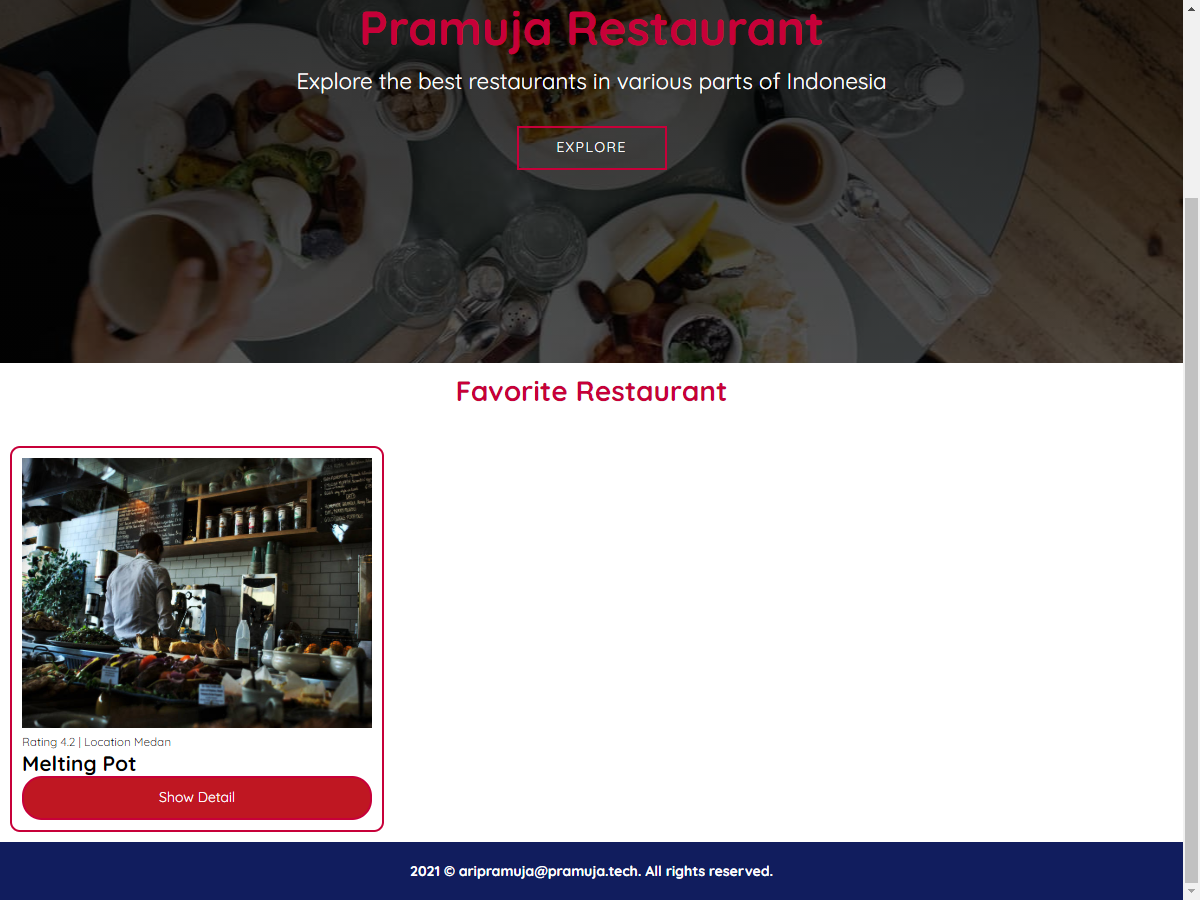 Pramuja Restaurant
Explore the best restaurants in various parts of Indonesia
EXPLORE
Favorite Restaurant
Rating 4.2 | Location Medan
Melting Pot
Show Detail
2021 © aripramuja@pramuja.tech. All rights reserved.